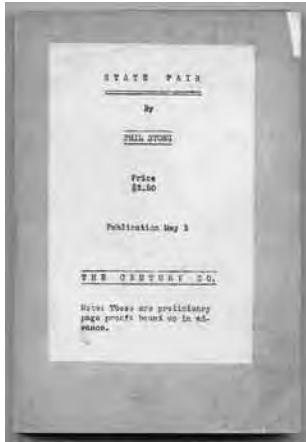 STATE FAIR
By
PHIL STONG
Price
$2.50
Publication May 5
THE CENTURY CO.
Note: These are preliminary
page proofs bound up in ad-
vance.